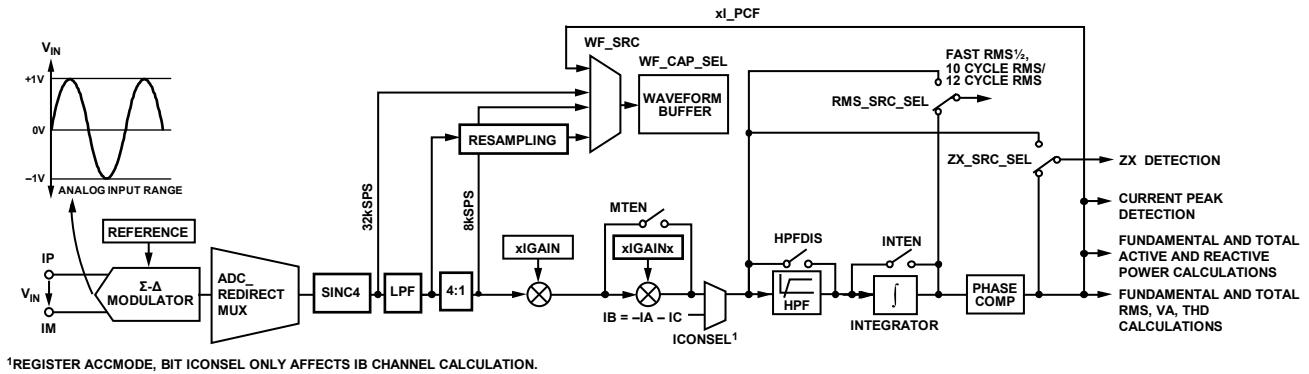 xI_PCF
V_IN
+1V
0V
–1V
ANALOG INPUT RANGE
WF_SRC
WF_CAP_SEL
WAVEFORM
BUFFER
RESAMPLING
FAST RMS½,
10 CYCLE RMS/
12 CYCLE RMS
RMS_SRC_SEL
ZX_SRC_SEL
ZX DETECTION
CURRENT PEAK
DETECTION
FUNDAMENTAL AND TOTAL
ACTIVE AND REACTIVE
POWER CALCULATIONS
FUNDAMENTAL AND TOTAL
RMS, VA, THD
CALCULATIONS
32kSPS
8kSPS
REFERENCE
IP
V_IN
IM
Σ-Δ
MODULATOR
ADC_
REDIRECT
MUX
SINC4
LPF
4:1
xIGAIN
MTEN
xIGAINx
IB = –IA – IC
ICONSEL¹
HPFDIS
HPF
INTEN
∫
INTEGRATOR
PHASE
COMP
¹REGISTER ACCMODE, BIT ICONSEL ONLY AFFECTS IB CHANNEL CALCULATION.